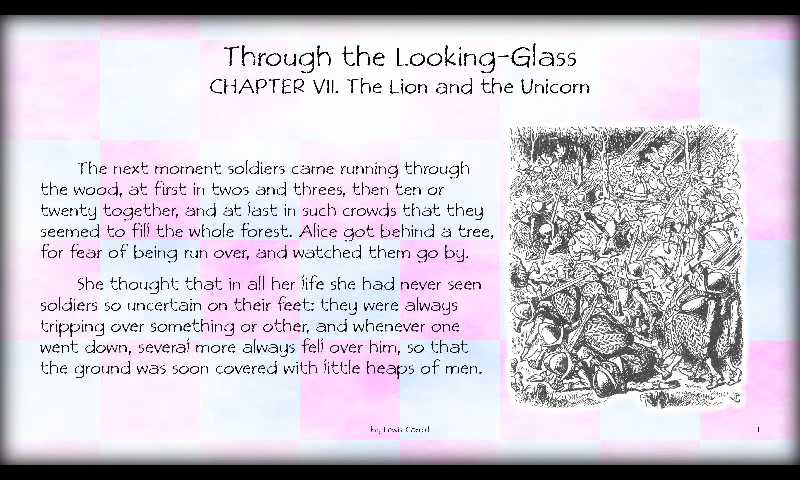 Through the Looking-Glass
CHAPTER VII. The Lion and the Unicorn
The next moment soldiers came running through
the wood, at first in twos and threes, then ten or
twenty together, and at last in such crowds that they
seemed to fill the whole forest. Alice got behind a tree,
for fear of being run over, and watched them go by.
She thought that in all her life she had never seen
soldiers so uncertain on their feet: they were always
tripping over something or other, and whenever one
went down, several more always fell over him, so that
the ground was soon covered with little heaps of men.
by Lewis Carroll
1